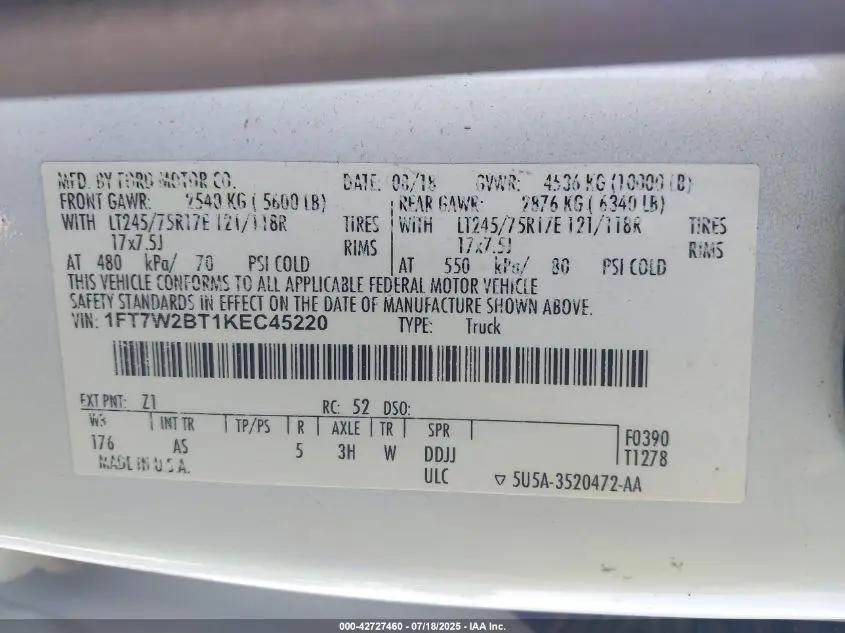 MFD. BY FORD MOTOR CO. DATE: 08/18 GVWR: 4536 KG (10000 LB)
FRONT GAWR: 2540 KG ( 5600 LB) REAR GAWR: 2876 KG ( 6340 LB)
WITH LT245/75R17E 121/118R TIRES WITH LT245/75R17E 121/118R TIRES
17x7.5J RIMS 17x7.5J RIMS
AT 480 kPa/ 70 PSI COLD AT 550 kPa/ 80 PSI COLD
THIS VEHICLE CONFORMS TO ALL APPLICABLE FEDERAL MOTOR VEHICLE
SAFETY STANDARDS IN EFFECT ON THE DATE OF MANUFACTURE SHOWN ABOVE.
VIN: 1FT7W2BT1KEC45220 TYPE: Truck
EXT PNT: Z1 RC: 52 DSO:
WB INT TR TP/PS R AXLE TR SPR F0390
176 AS 5 3H W DDJJ T1278
MADE IN U.S.A. ULC ▽ 5U5A-3520472-AA
000-42727460 - 07/18/2025 - IAA Inc.